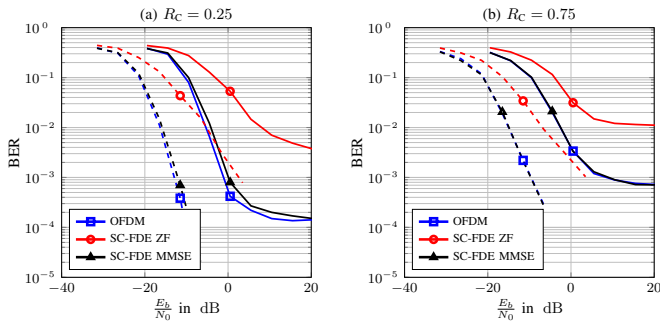 (a) R_C = 0.25
10^0
10^−1
10^−2
10^−3
10^−4
10^−5
BER
OFDM
SC-FDE ZF
SC-FDE MMSE
−40 −20 0 20
E_b/N_0 in dB
(b) R_C = 0.75
10^0
10^−1
10^−2
10^−3
10^−4
10^−5
BER
OFDM
SC-FDE ZF
SC-FDE MMSE
−40 −20 0 20
E_b/N_0 in dB